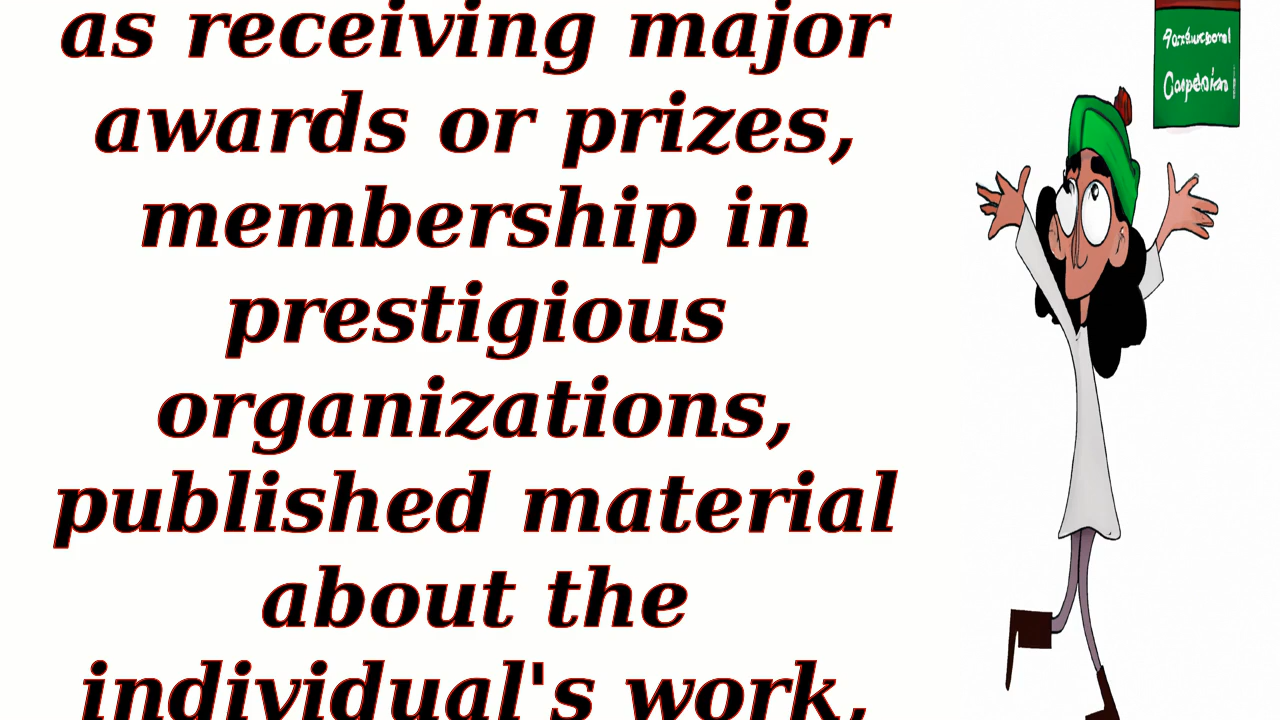 as receiving major
awards or prizes,
membership in
prestigious
organizations,
published material
about the
individual's work,